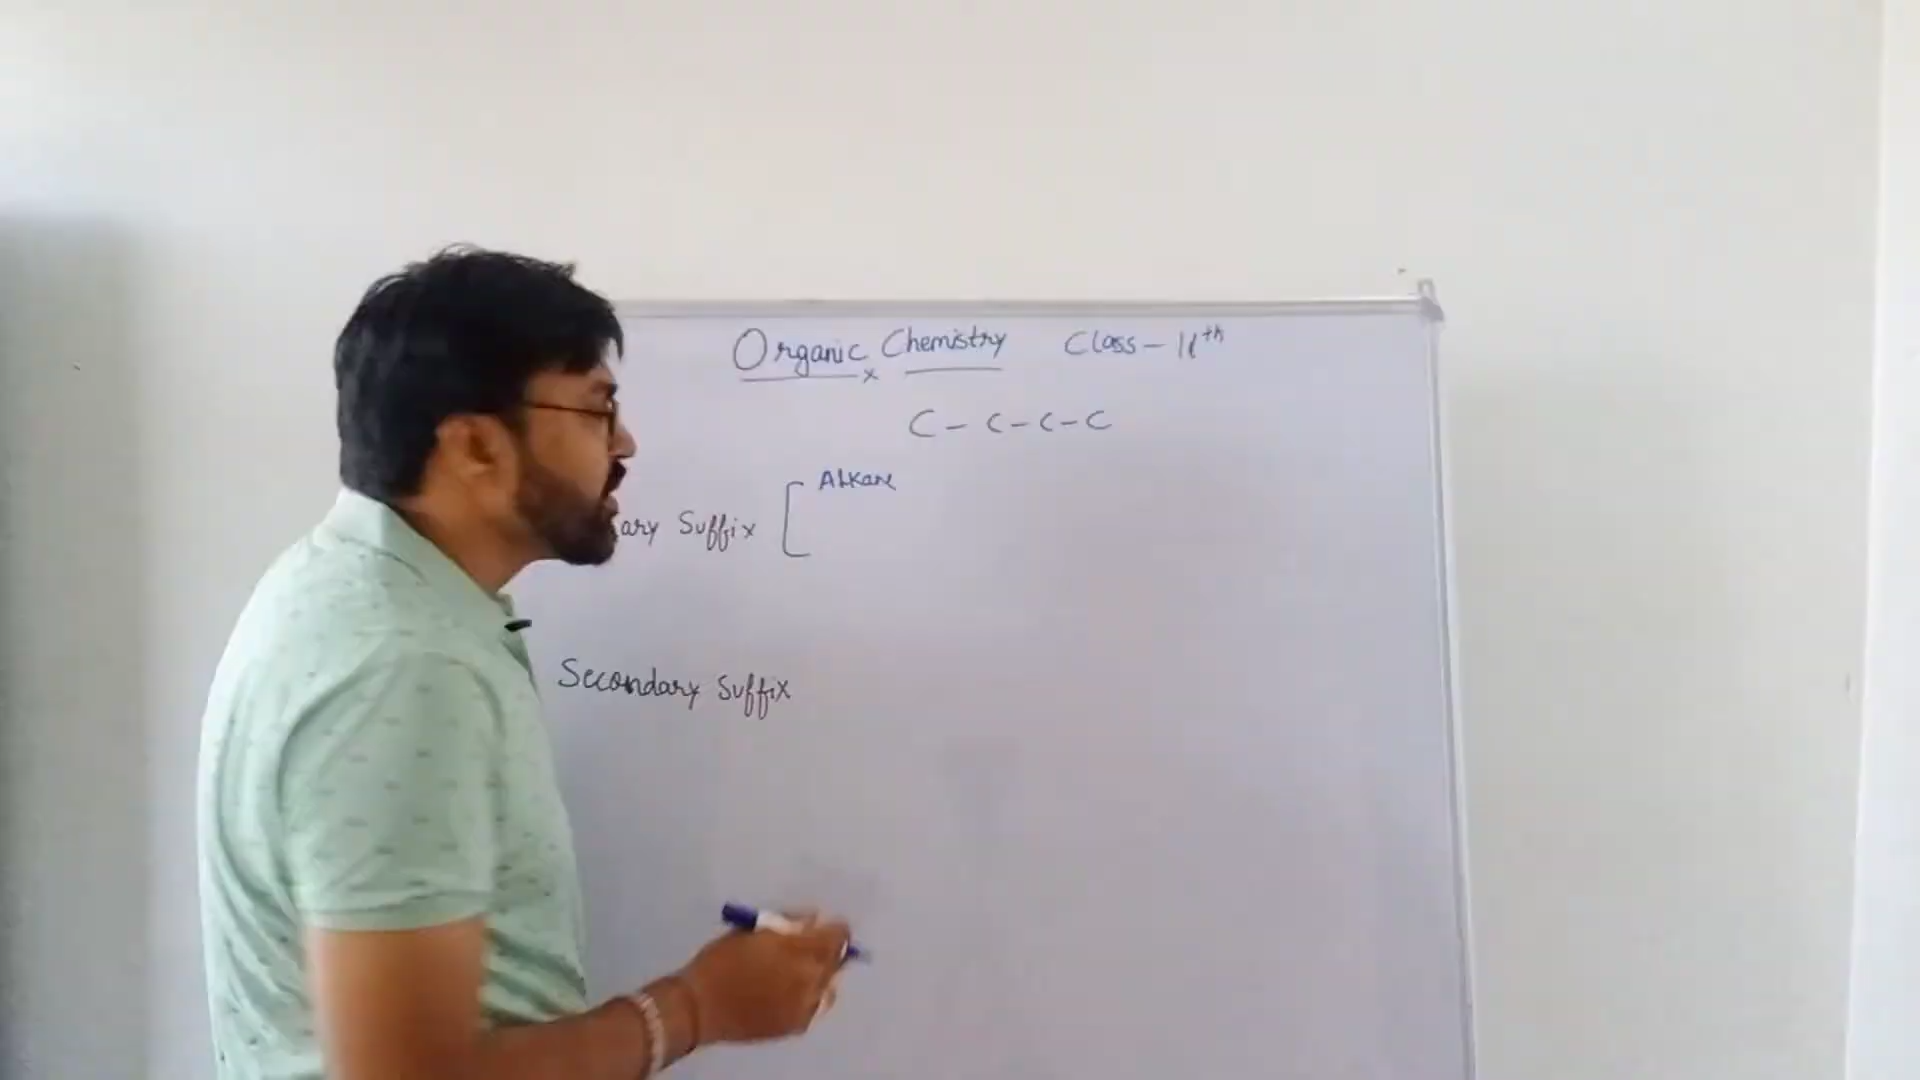 Organic Chemistry Class - 11th
C - C - C - C
Alkane
ary Suffix [
Secondary Suffix